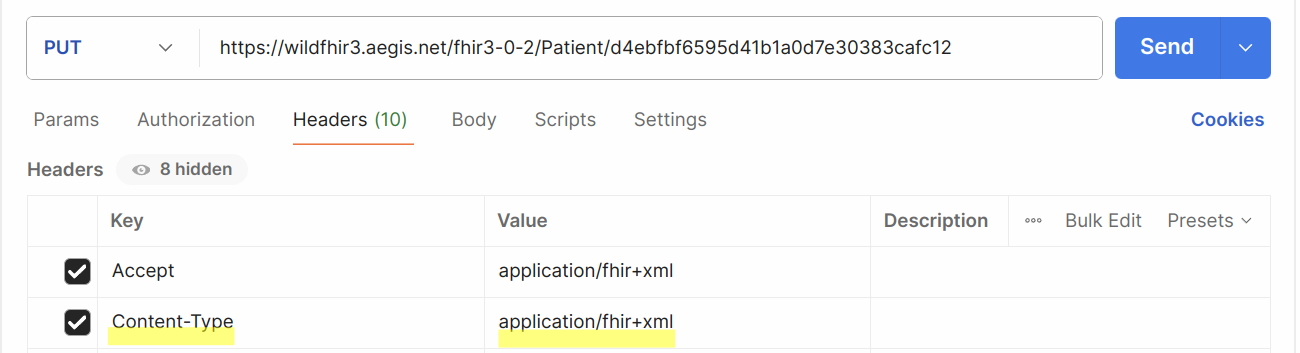 PUT https://wildfhir3.aegis.net/fhir3-0-2/Patient/d4ebfbf6595d41b1a0d7e30383cafc12 Send
Params Authorization Headers (10) Body Scripts Settings Cookies
Headers 8 hidden
Key Value Description Bulk Edit Presets
Accept application/fhir+xml
Content-Type application/fhir+xml